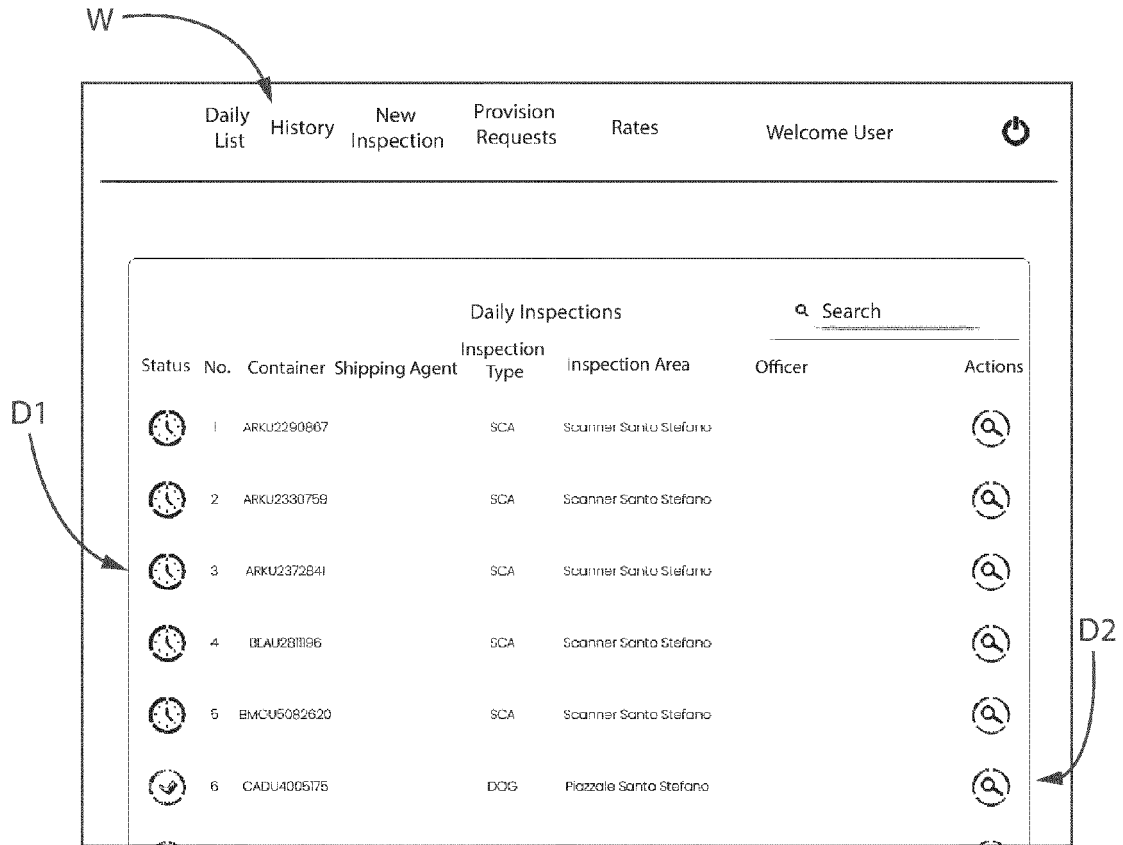 W
Daily List History New Inspection Provision Requests Rates Welcome User
Daily Inspections Search
Status No. Container Shipping Agent Inspection Type Inspection Area Officer Actions
D1
1 ARKU2290867 SCA Scanner Santo Stefano
2 ARKU2330759 SCA Scanner Santo Stefano
3 ARKU2372841 SCA Scanner Santo Stefano
4 BEAU2811196 SCA Scanner Santo Stefano
D2
5 BMOU5082620 SCA Scanner Santo Stefano
6 CADU4005175 DOG Piazzale Santo Stefano